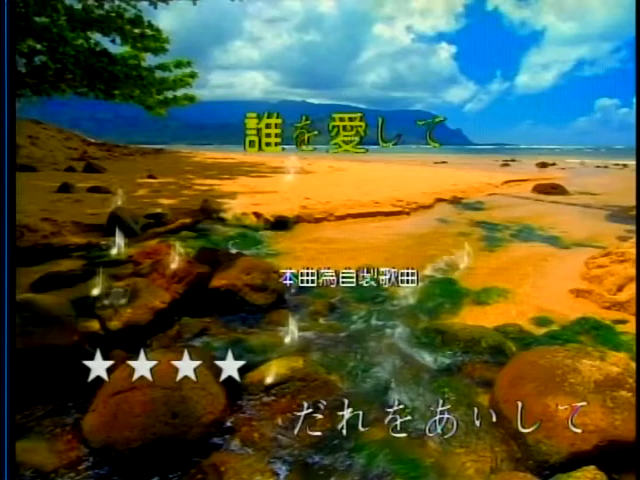 誰を愛して
本曲為自製歌曲
★★★★
だれをあいして